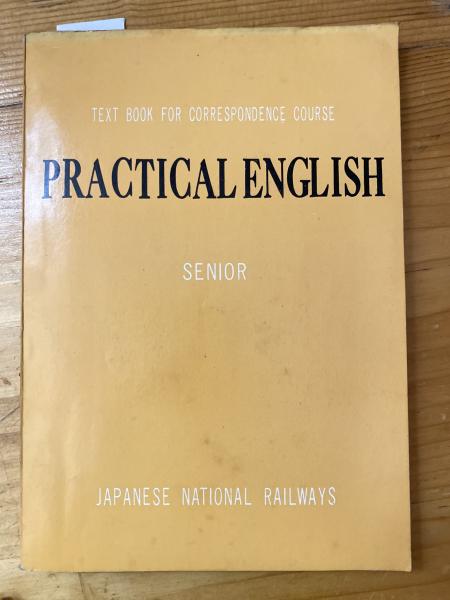 TEXT BOOK FOR CORRESPONDENCE COURSE
PRACTICAL ENGLISH
SENIOR
JAPANESE NATIONAL RAILWAYS